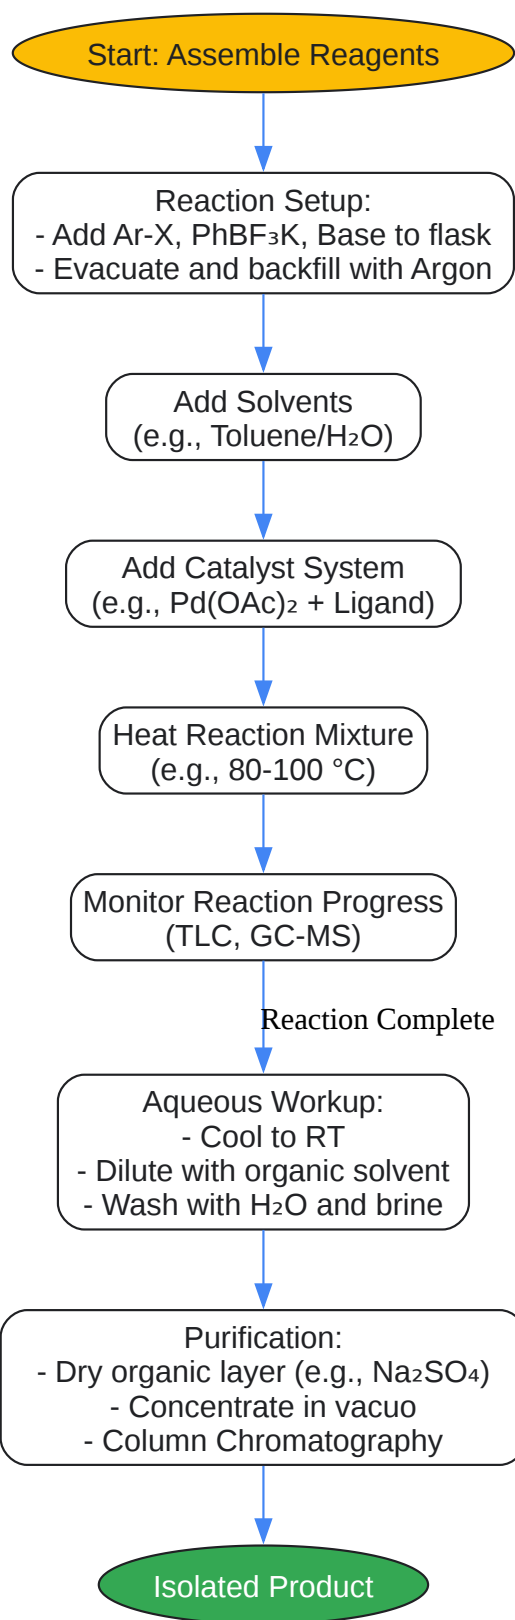 Start: Assemble Reagents
Reaction Setup:
- Add Ar-X, PhBF₃K, Base to flask
- Evacuate and backfill with Argon
Add Solvents
(e.g., Toluene/H₂O)
Add Catalyst System
(e.g., Pd(OAc)₂ + Ligand)
Heat Reaction Mixture
(e.g., 80-100 °C)
Monitor Reaction Progress
(TLC, GC-MS)
Reaction Complete
Aqueous Workup:
- Cool to RT
- Dilute with organic solvent
- Wash with H₂O and brine
Purification:
- Dry organic layer (e.g., Na₂SO₄)
- Concentrate in vacuo
- Column Chromatography
Isolated Product